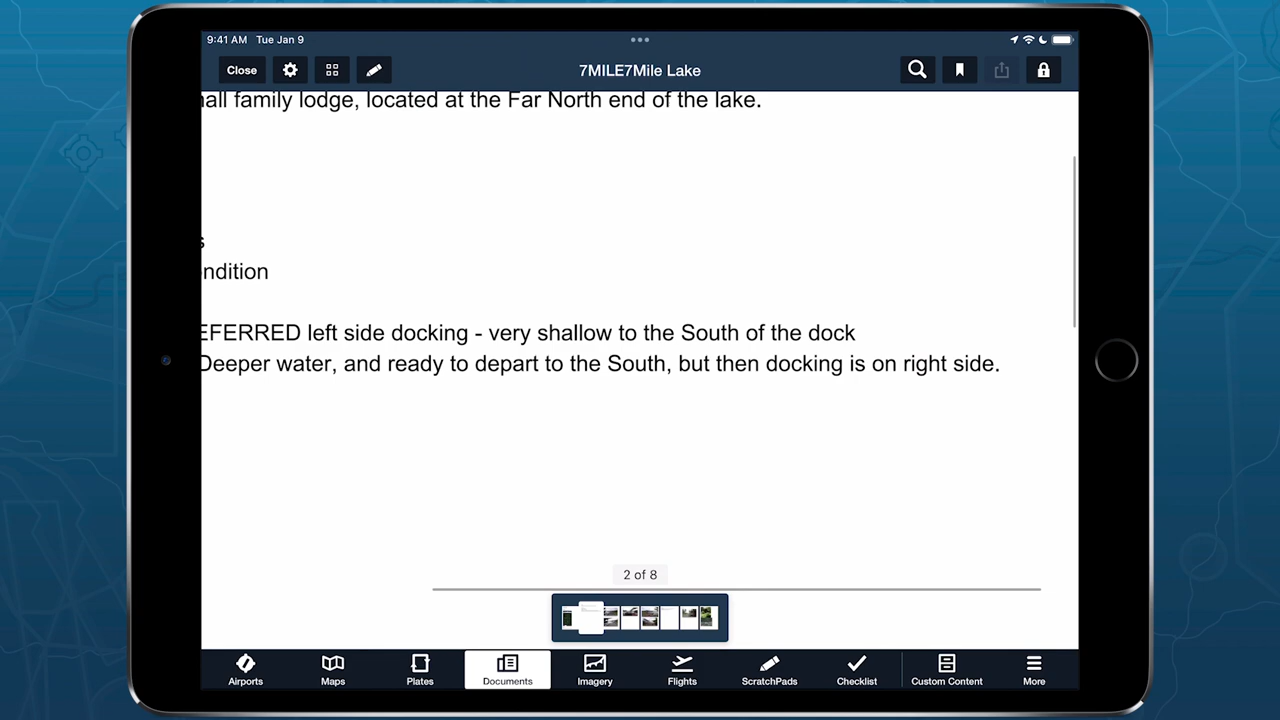 9:41 AM Tue Jan 9
Close
7MILE7Mile Lake
all family lodge, located at the Far North end of the lake.
s
ndition
EFERRED left side docking - very shallow to the South of the dock
Deeper water, and ready to depart to the South, but then docking is on right side.
2 of 8
Airports Maps Plates Documents Imagery Flights ScratchPads Checklist Custom Content More